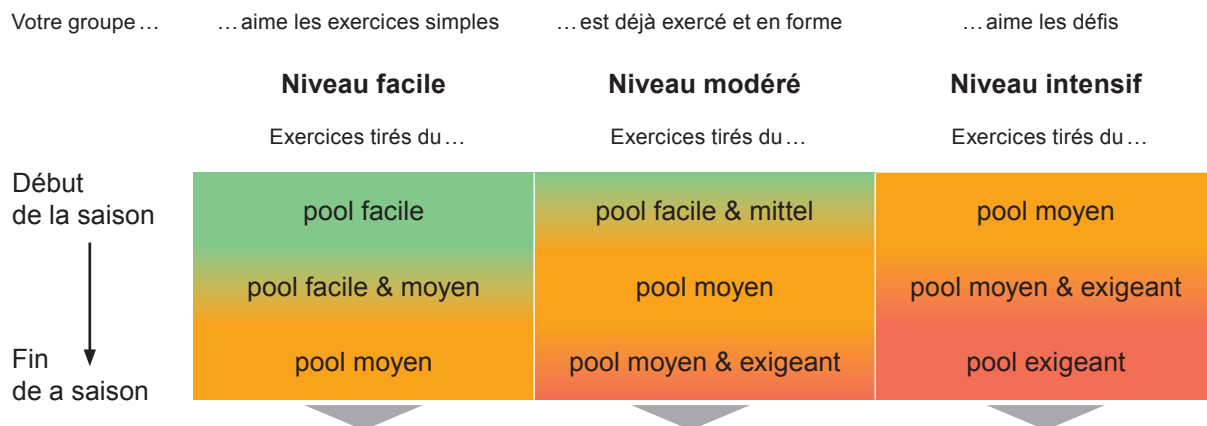 Votre groupe… …aime les exercices simples …est déjà exercé et en forme …aime les défis
Niveau facile Niveau modéré Niveau intensif
Exercices tirés du… Exercices tirés du… Exercices tirés du…
Début
de la saison
pool facile pool facile & mittel pool moyen
pool facile & moyen pool moyen pool moyen & exigeant
Fin
de a saison
pool moyen pool moyen & exigeant pool exigeant